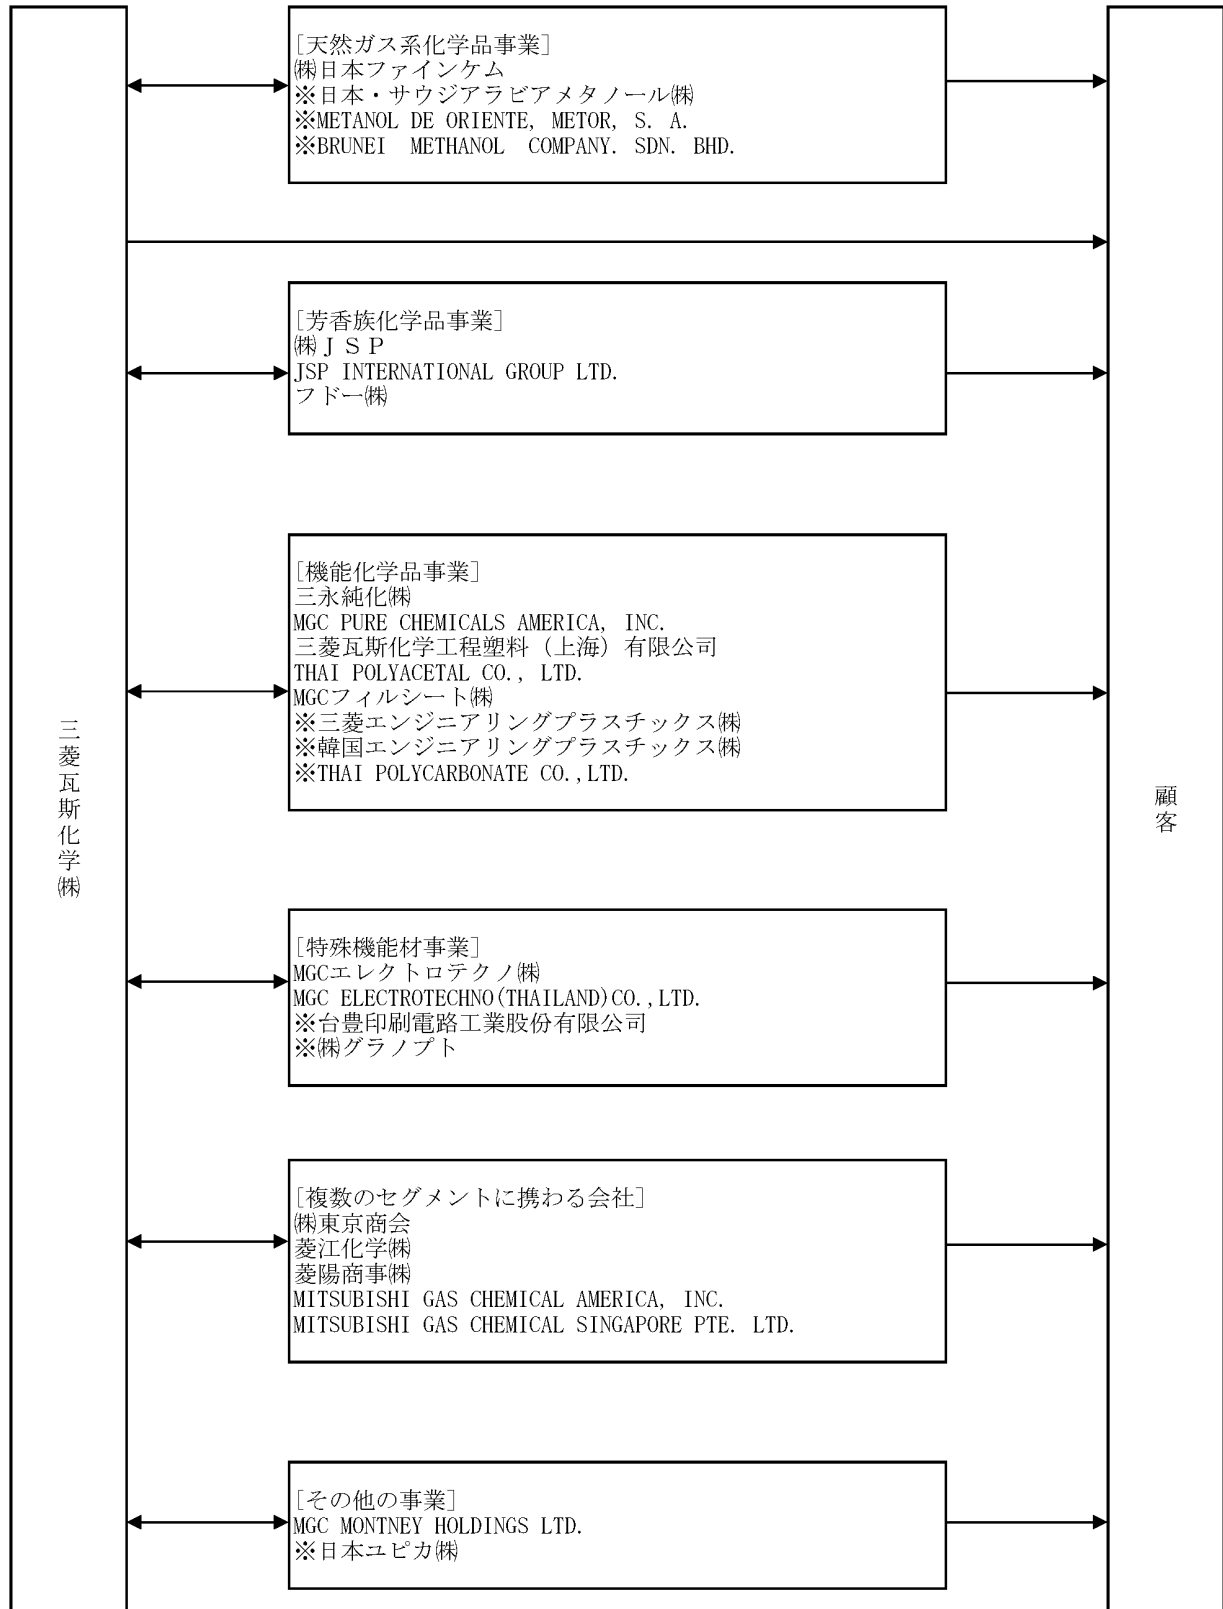 [天然ガス系化学品事業]
㈱日本ファインケム
※日本・サウジアラビアメタノール㈱
※METANOL DE ORIENTE, METOR, S. A.
※BRUNEI METHANOL COMPANY. SDN. BHD.
[芳香族化学品事業]
㈱ＪＳＰ
JSP INTERNATIONAL GROUP LTD.
フドー㈱
[機能化学品事業]
三永純化㈱
MGC PURE CHEMICALS AMERICA, INC.
三菱瓦斯化学工程塑料（上海）有限公司
THAI POLYACETAL CO., LTD.
MGCフィルシート㈱
※三菱エンジニアリングプラスチックス㈱
※韓国エンジニアリングプラスチックス㈱
※THAI POLYCARBONATE CO.,LTD.
三菱瓦斯化学㈱
顧客
[特殊機能材事業]
MGCエレクトロテクノ㈱
MGC ELECTROTECHNO(THAILAND)CO.,LTD.
※台豊印刷電路工業股份有限公司
※㈱グラノプト
[複数のセグメントに携わる会社]
㈱東京商会
菱江化学㈱
菱陽商事㈱
MITSUBISHI GAS CHEMICAL AMERICA, INC.
MITSUBISHI GAS CHEMICAL SINGAPORE PTE. LTD.
[その他の事業]
MGC MONTNEY HOLDINGS LTD.
※日本ユピカ㈱